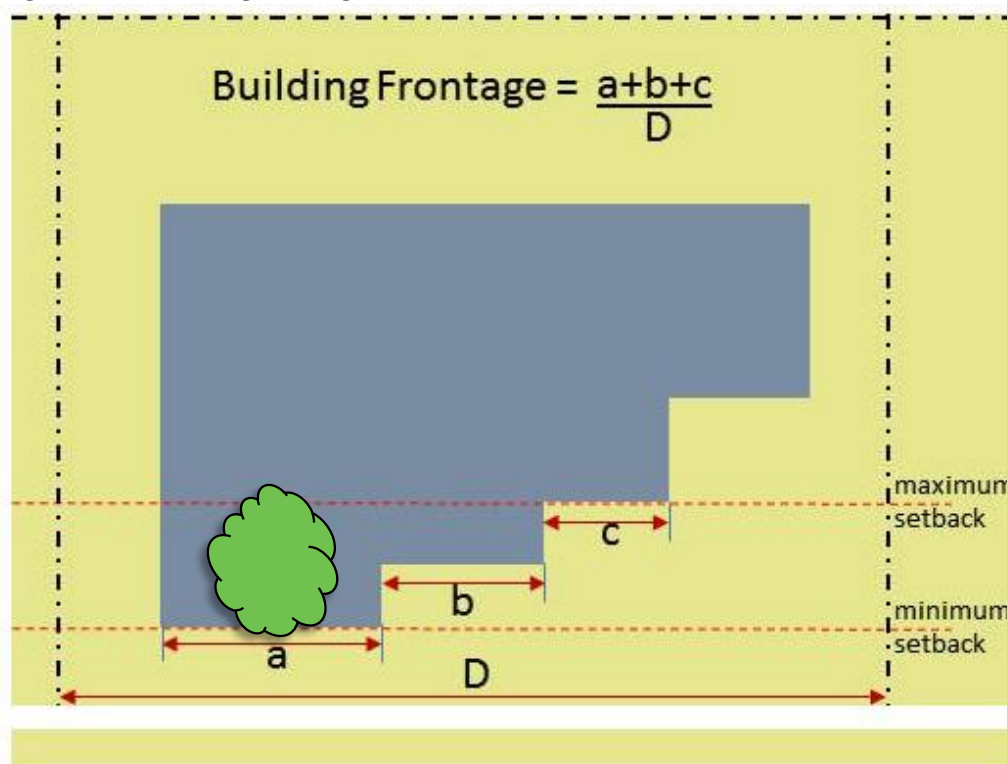 Building Frontage = a+b+c
D
maximum
setback
c
b
minimum
setback
a
D